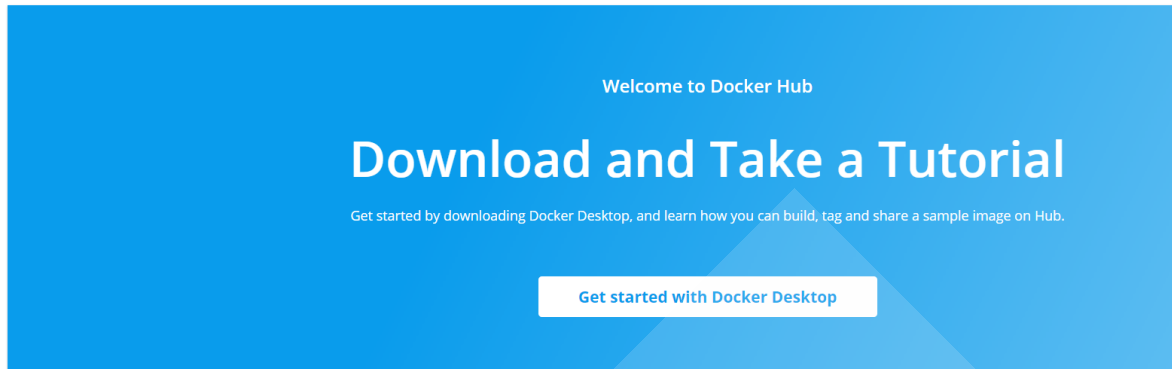 Welcome to Docker Hub
Download and Take a Tutorial
Get started by downloading Docker Desktop, and learn how you can build, tag and share a sample image on Hub.
Get started with Docker Desktop